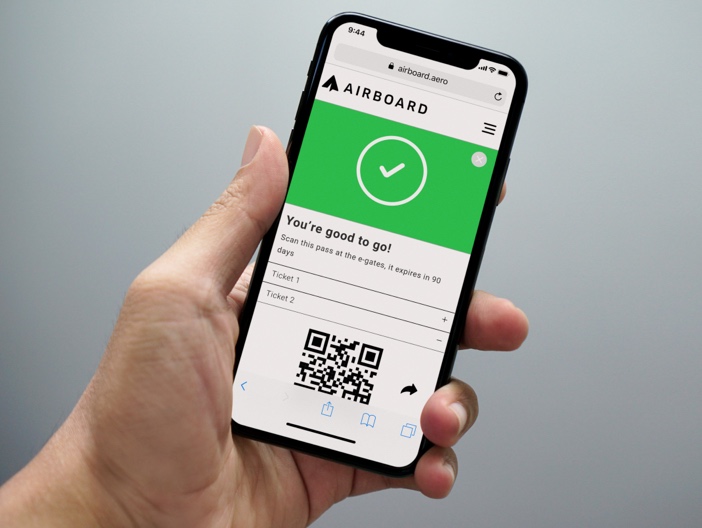 9:44
airboard.aero
AIRBOARD
You're good to go!
Scan this pass at the e-gates, it expires in 90
days
Ticket 1
+
Ticket 2
−